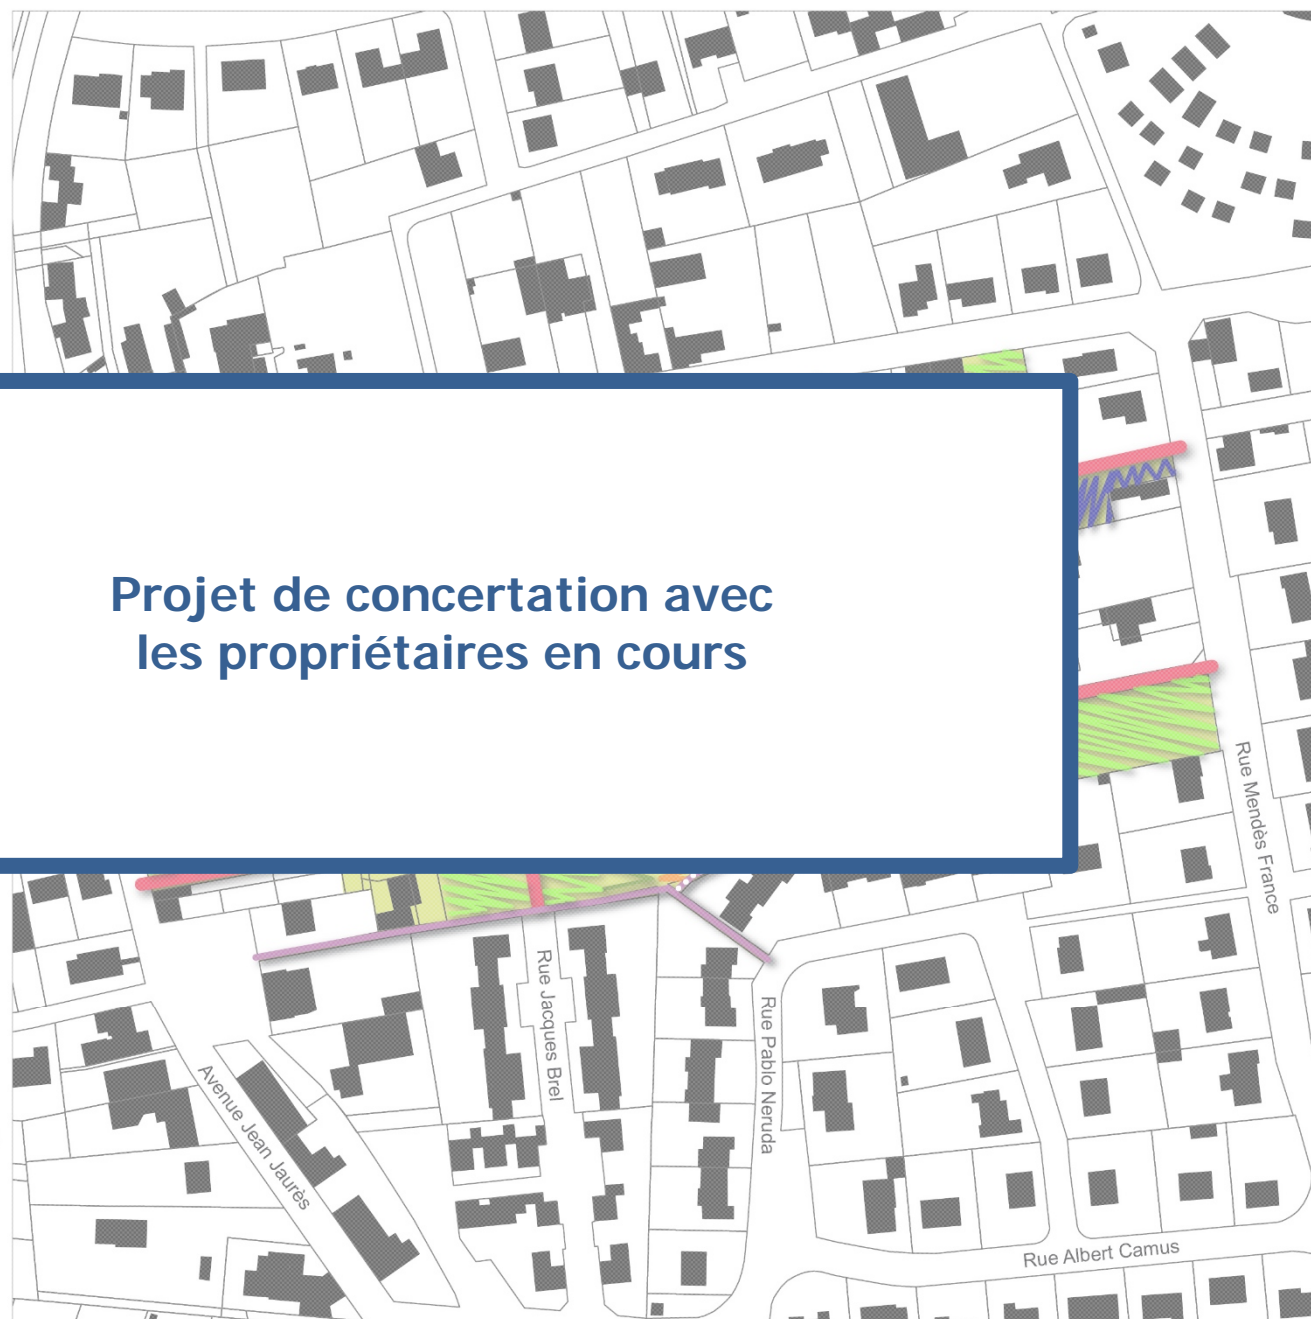 Projet de concertation avec
les propriétaires en cours
Rue Mendès France
Rue Jacques Brel
Rue Pablo Neruda
Avenue Jean Jaurès
Rue Albert Camus